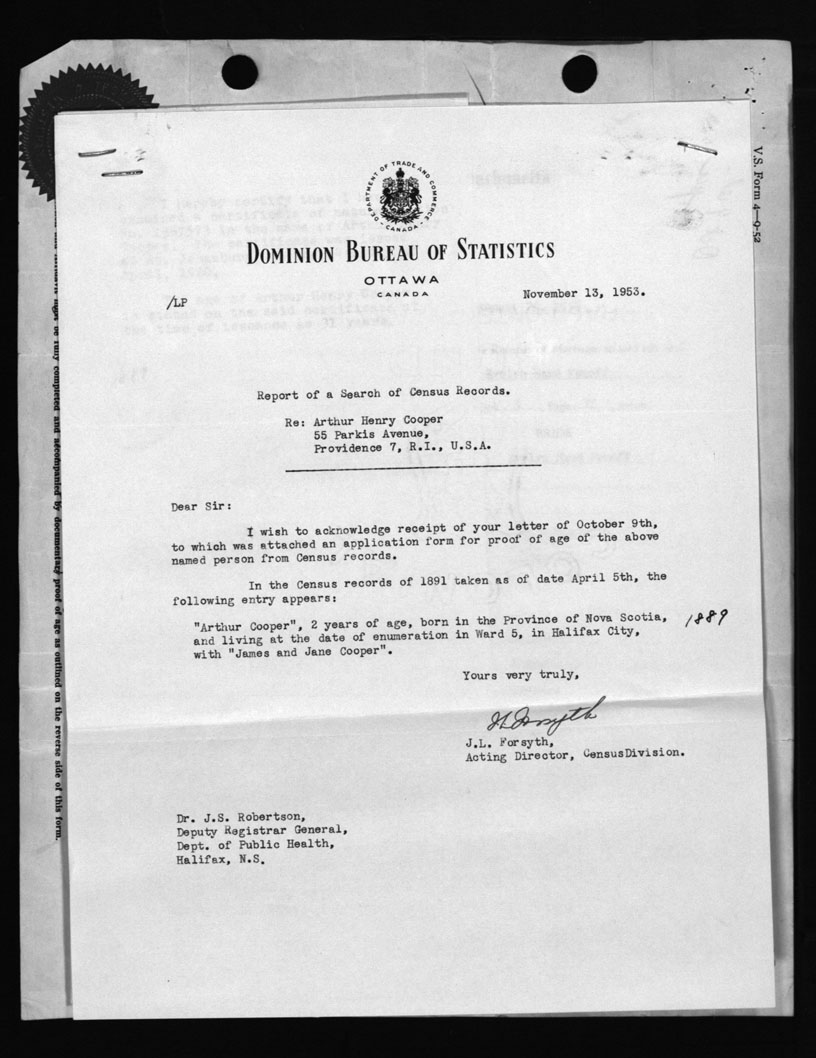 V.S. Form 4—9-52
DEPARTMENT OF TRADE AND COMMERCE
CANADA
DOMINION BUREAU OF STATISTICS
OTTAWA
CANADA
/LP
November 13, 1953.
Report of a Search of Census Records.
Re: Arthur Henry Cooper
55 Parkis Avenue,
Providence 7, R.I., U.S.A.
Dear Sir:
I wish to acknowledge receipt of your letter of October 9th,
to which was attached an application form for proof of age of the above
named person from Census records.
In the Census records of 1891 taken as of date April 5th, the
following entry appears:
"Arthur Cooper", 2 years of age, born in the Province of Nova Scotia, 1889
and living at the date of enumeration in Ward 5, in Halifax City,
with "James and Jane Cooper".
Yours very truly,
JL Forsyth
J.L. Forsyth,
Acting Director, CensusDivision.
Dr. J.S. Robertson,
Deputy Registrar General,
Dept. of Public Health,
Halifax, N.S.
be fully completed and accompanied by documentary proof of age as outlined on the reverse side of this form.